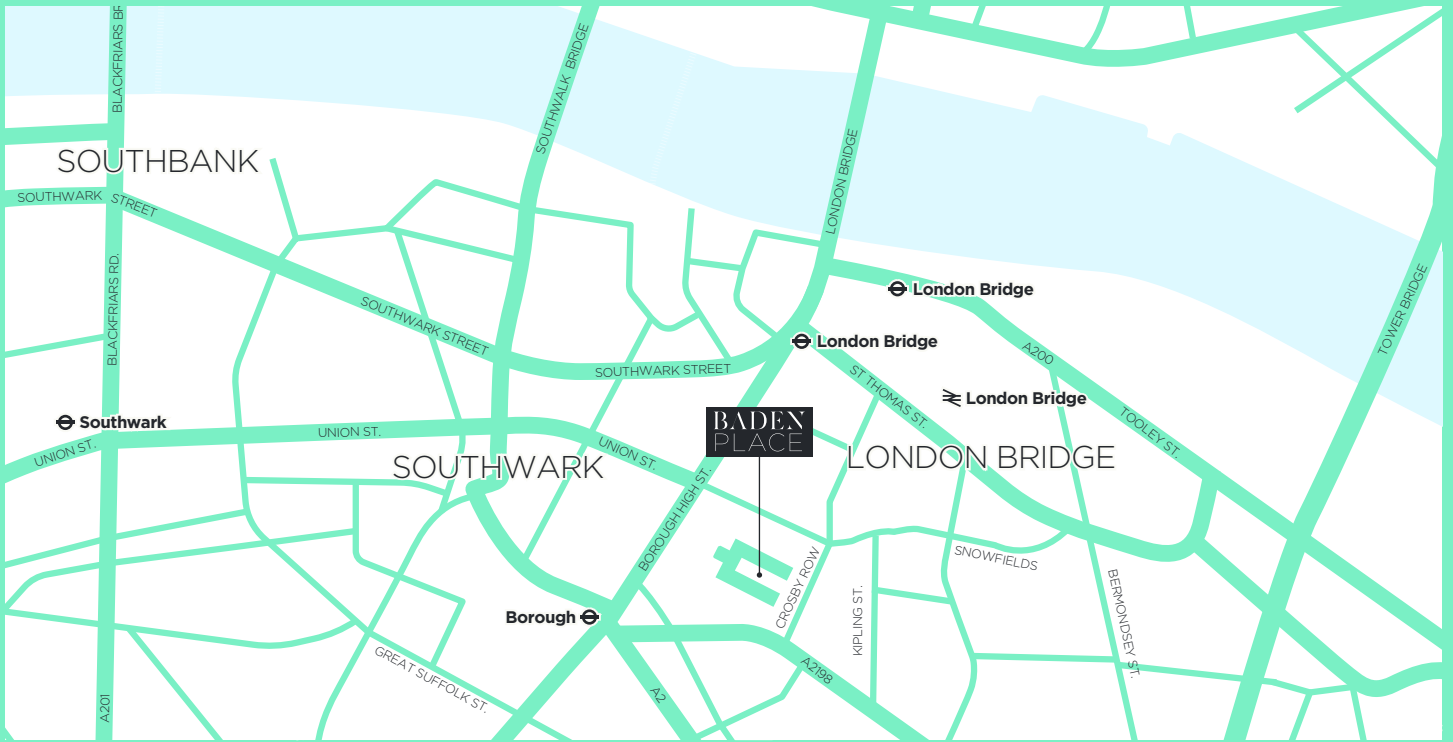 BLACKFRIARS BR
SOUTHWALK BRIDGE
LONDON BRIDGE
SOUTHBANK
SOUTHWARK STREET
BLACKFRIARS RD.
TOWER BRIDGE
London Bridge
SOUTHWARK STREET
London Bridge
A200
SOUTHWARK STREET
ST THOMAS ST.
London Bridge
Southwark
UNION ST.
UNION ST.
UNION ST.
BADEN
PLACE
TOOLEY ST.
SOUTHWARK
LONDON BRIDGE
BOROUGH HIGH ST.
SNOWFIELDS
CROSBY ROW
KIPLING ST.
BERMONDSEY ST.
Borough
GREAT SUFFOLK ST.
A2198
A2
A201